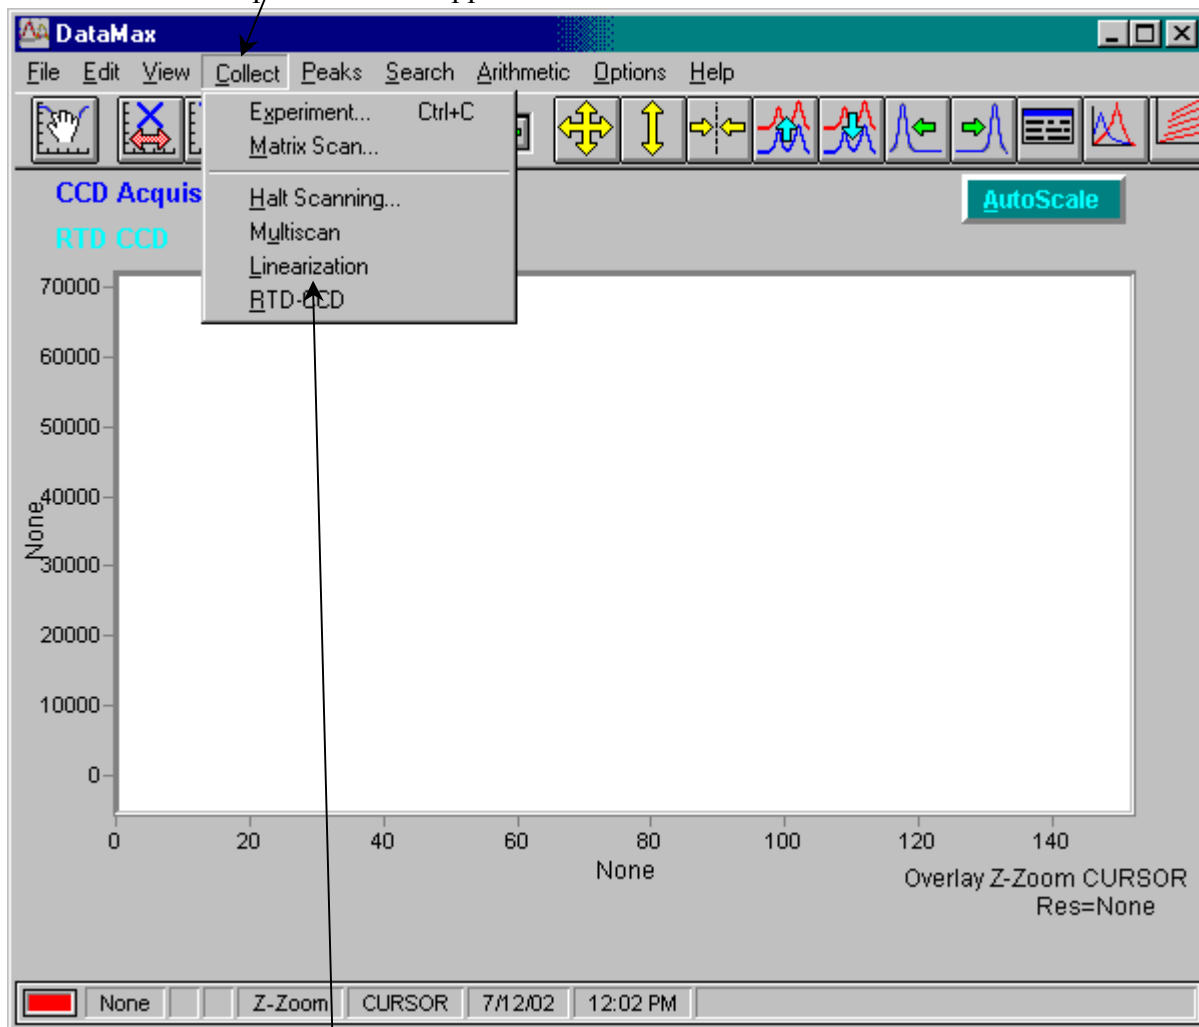 DataMax
File Edit View Collect Peaks Search Arithmetic Options Help
Experiment... Ctrl+C
Matrix Scan...
Halt Scanning...
Multiscan
Linearization
RTD-CCD
CCD Acquis
RTD CCD
AutoScale
70000
60000
50000
40000
30000
20000
10000
0
None
0 20 40 60 80 100 120 140
None
Overlay Z-Zoom CURSOR
Res=None
None Z-Zoom CURSOR 7/12/02 12:02 PM